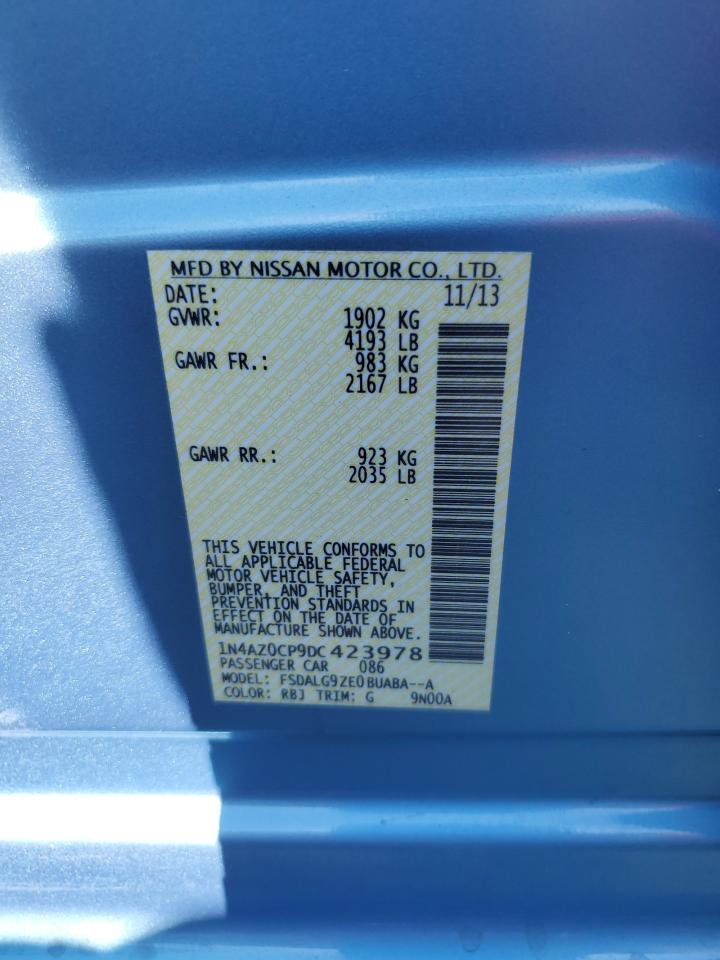 MFD BY NISSAN MOTOR CO., LTD.
DATE: 11/13
GVWR: 1902 KG
4193 LB
GAWR FR.: 983 KG
2167 LB
GAWR RR.: 923 KG
2035 LB
THIS VEHICLE CONFORMS TO
ALL APPLICABLE FEDERAL
MOTOR VEHICLE SAFETY,
BUMPER, AND THEFT
PREVENTION STANDARDS IN
EFFECT ON THE DATE OF
MANUFACTURE SHOWN ABOVE.
1N4AZ0CP9DC423978
PASSENGER CAR 086
MODEL: FSDALG9ZE0BUABA--A
COLOR: RBJ TRIM: G 9N00A